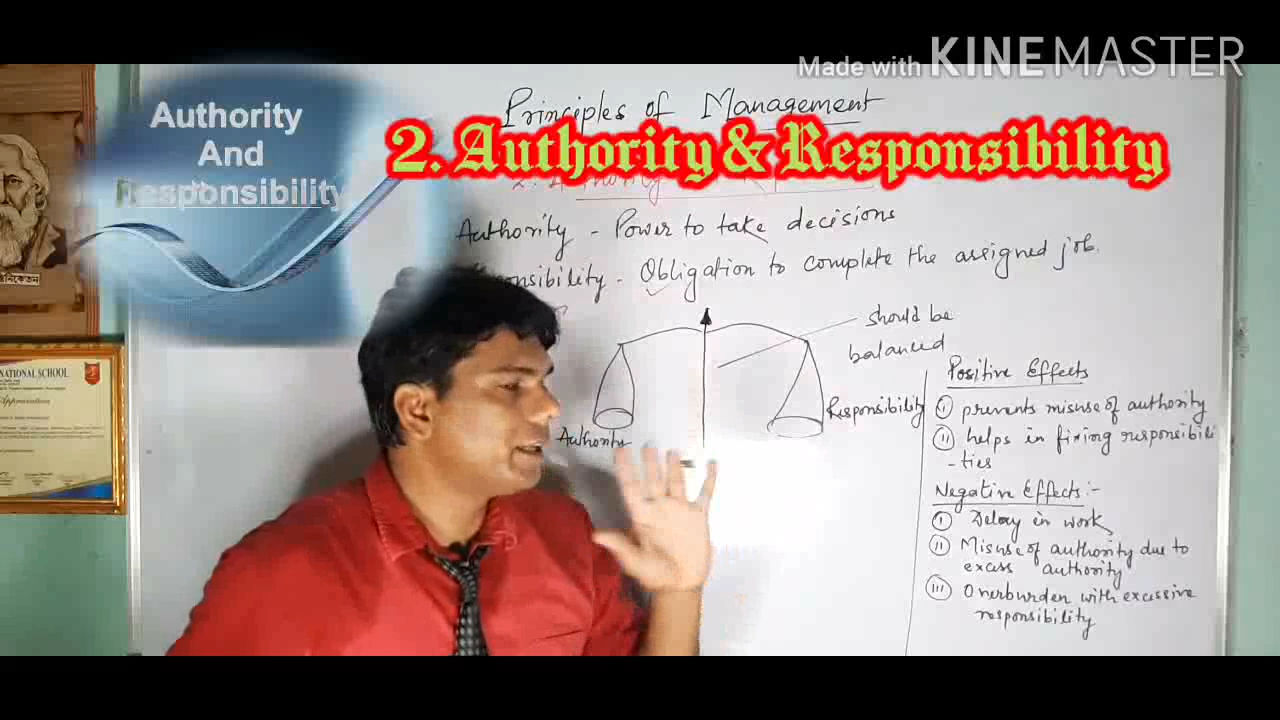 Made with KINEMASTER
Authority
And
Responsibility
Principles of Management
2. Authority & Responsibility
Authority - Power to take decisions
Obligation to complete the assigned job.
should be
balanced
Authority
Responsibility
Positive Effects
(i) prevents misuse of authority
(ii) helps in fixing responsibili
-ties
Negative Effects:-
(i) Delay in work
(ii) Misuse of authority due to
excess authority
(iii) Overburden with excessive
responsibility
NATIONAL SCHOOL
Appreciation